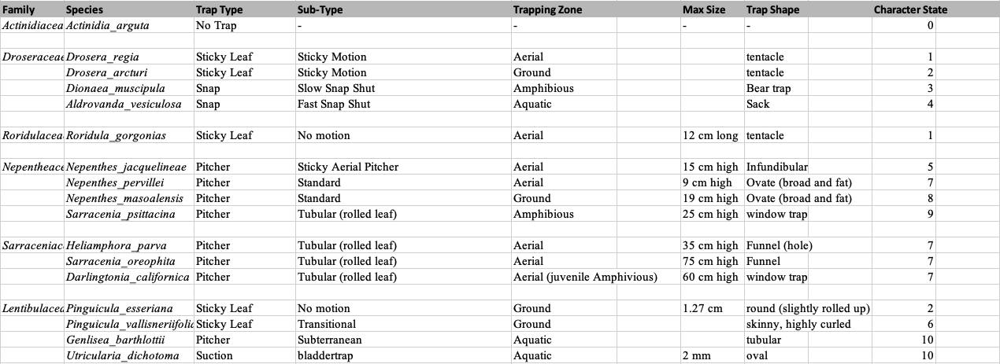 Family Species Trap Type Sub-Type Trapping Zone Max Size Trap Shape Character State
Actinidiacea Actinidia_arguta No Trap - - - - 0
Droseraceae Drosera_regia Sticky Leaf Sticky Motion Aerial tentacle 1
Drosera_arcturi Sticky Leaf Sticky Motion Ground tentacle 2
Dionaea_muscipula Snap Slow Snap Shut Amphibious Bear trap 3
Aldrovanda_vesiculosa Snap Fast Snap Shut Aquatic Sack 4
Roridulacea Roridula_gorgonias Sticky Leaf No motion Aerial 12 cm long tentacle 1
Nepentheace Nepenthes_jacquelineae Pitcher Sticky Aerial Pitcher Aerial 15 cm high Infundibular 5
Nepenthes_pervillei Pitcher Standard Aerial 9 cm high Ovate (broad and fat) 7
Nepenthes_masoalensis Pitcher Standard Ground 19 cm high Ovate (broad and fat) 8
Sarracenia_psittacina Pitcher Tubular (rolled leaf) Amphibious 25 cm high window trap 9
Sarraceniac Heliamphora_parva Pitcher Tubular (rolled leaf) Aerial 35 cm high Funnel (hole) 7
Sarracenia_oreophita Pitcher Tubular (rolled leaf) Aerial 75 cm high Funnel 7
Darlingtonia_californica Pitcher Tubular (rolled leaf) Aerial (juvenile Amphivious) 60 cm high window trap 7
Lentibulacea Pinguicula_esseriana Sticky Leaf No motion Ground 1.27 cm round (slightly rolled up) 2
Pinguicula_vallisneriifolia Sticky Leaf Transitional Ground skinny, highly curled 6
Genlisea_barthlottii Pitcher Subterranean Aquatic tubular 10
Utricularia_dichotoma Suction bladdertrap Aquatic 2 mm oval 10